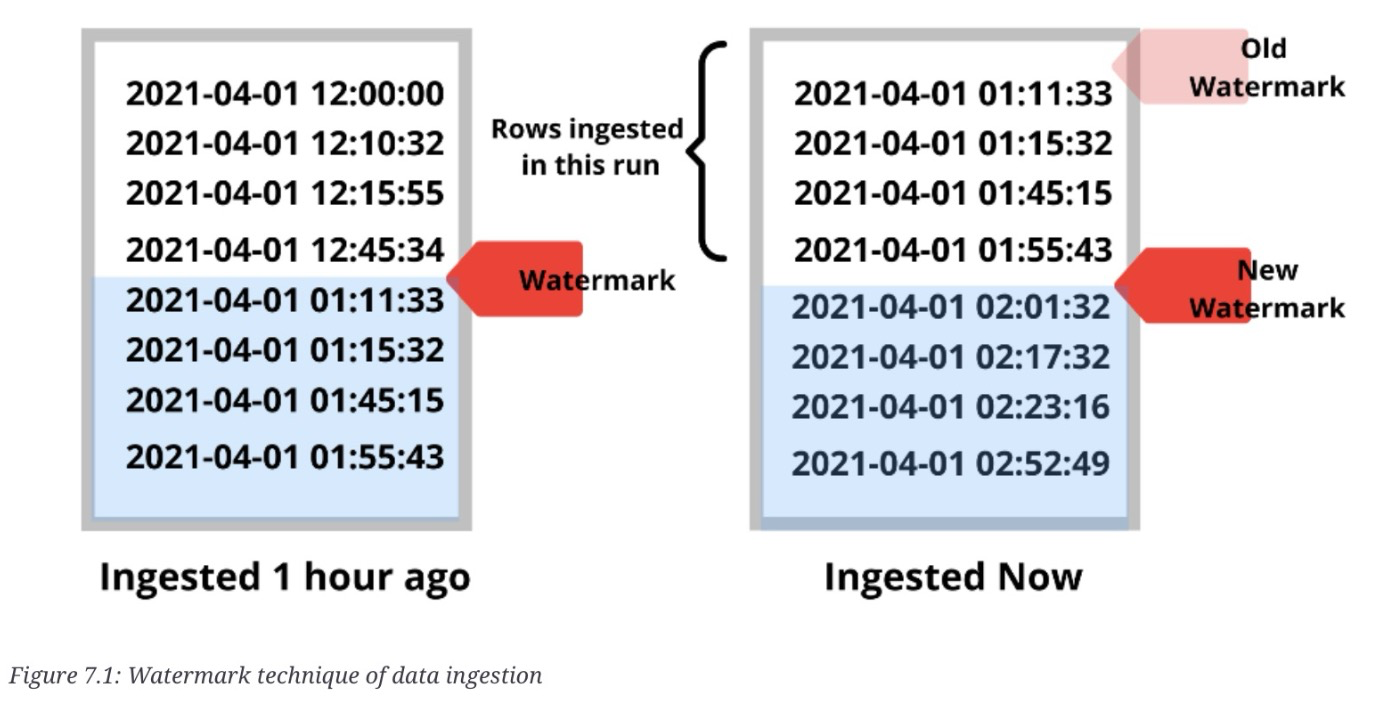 2021-04-01 12:00:00
2021-04-01 12:10:32
2021-04-01 12:15:55
2021-04-01 12:45:34
2021-04-01 01:11:33
2021-04-01 01:15:32
2021-04-01 01:45:15
2021-04-01 01:55:43
Watermark
Ingested 1 hour ago
Rows ingested
in this run
Old
Watermark
2021-04-01 01:11:33
2021-04-01 01:15:32
2021-04-01 01:45:15
2021-04-01 01:55:43
New
Watermark
2021-04-01 02:01:32
2021-04-01 02:17:32
2021-04-01 02:23:16
2021-04-01 02:52:49
Ingested Now
Figure 7.1: Watermark technique of data ingestion